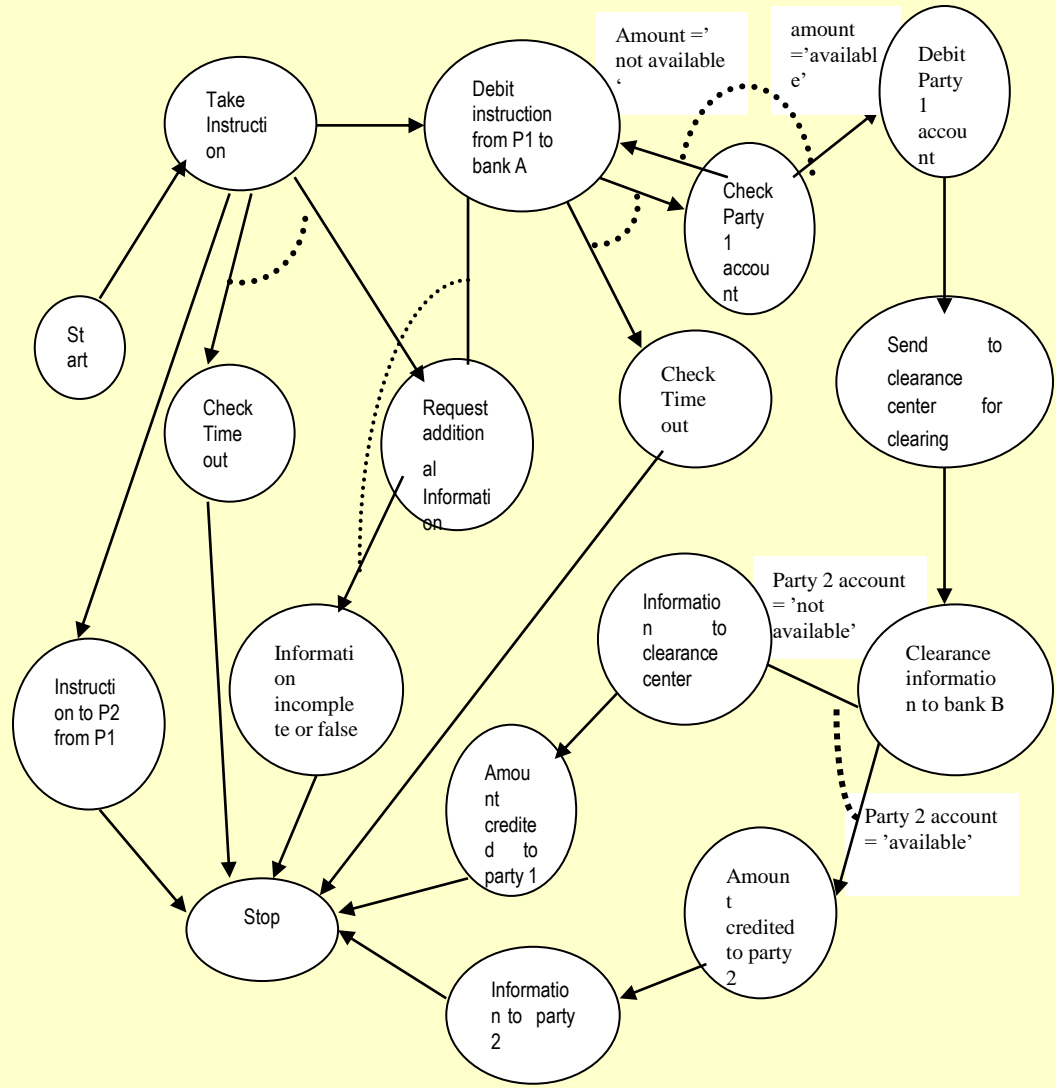 Amount =’
not available
‘
amount
=’availabl
e’
Debit
Party
1
accou
nt
Take
Instructi
on
Debit
instruction
from P1 to
bank A
Check
Party
1
accou
nt
St
art
Check
Time
out
Request
addition
al
Informati
on
Check
Time
out
Send to
clearance
center for
clearing
Instructi
on to P2
from P1
Informati
on
incomple
te or false
Informatio
n to
clearance
center
Party 2 account
= ’not
available’
Clearance
informatio
n to bank B
Amou
nt
credite
d to
party 1
Party 2 account
= ’available’
Stop
Amoun
t
credited
to party
2
Informatio
n to party
2